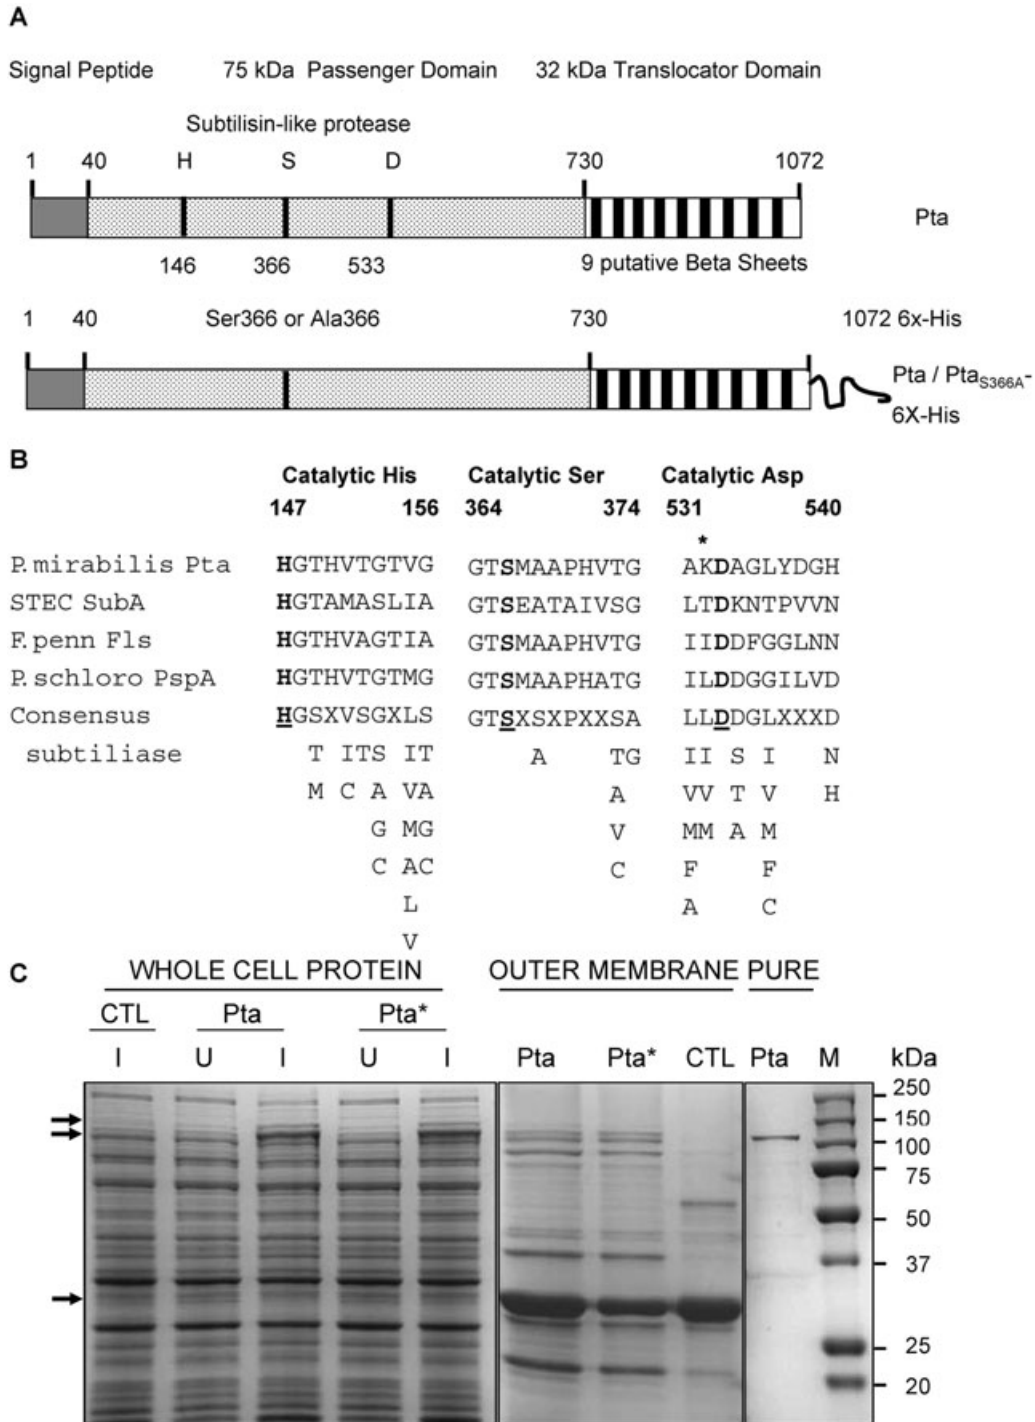 A
Signal Peptide 75 kDa Passenger Domain 32 kDa Translocator Domain
Subtilisin-like protease
1 40 H S D 730 1072
Pta
146 366 533 9 putative Beta Sheets
1 40 Ser366 or Ala366 730 1072 6x-His
Pta / PtaS366A-
6X-His
B
Catalytic His Catalytic Ser Catalytic Asp
147 156 364 374 531 540
*
P.mirabilis Pta HGTHVTGTVG GTSMAAPHVTG AKDAGLYDGH
STEC SubA HGTAMASLIA GTSEATAIVSG LTDKNTPVVN
F.penn Fls HGTHVAGTIA GTSMAAPHVTG IIDDFGGLNN
P.schloro PspA HGTHVTGTMG GTSMAAPHATG ILDDGGILVD
Consensus HGSXVSGXLS GTSXSXPXXSA LLDDGLXXXD
subtiliase T ITS IT A TG II S I N
M C A VA A VV T V H
G MG V MM A M
C AC C F F
L A C
V
C
WHOLE CELL PROTEIN OUTER MEMBRANE PURE
CTL Pta Pta*
I U I U I Pta Pta* CTL Pta M kDa
250
150
100
75
50
37
25
20